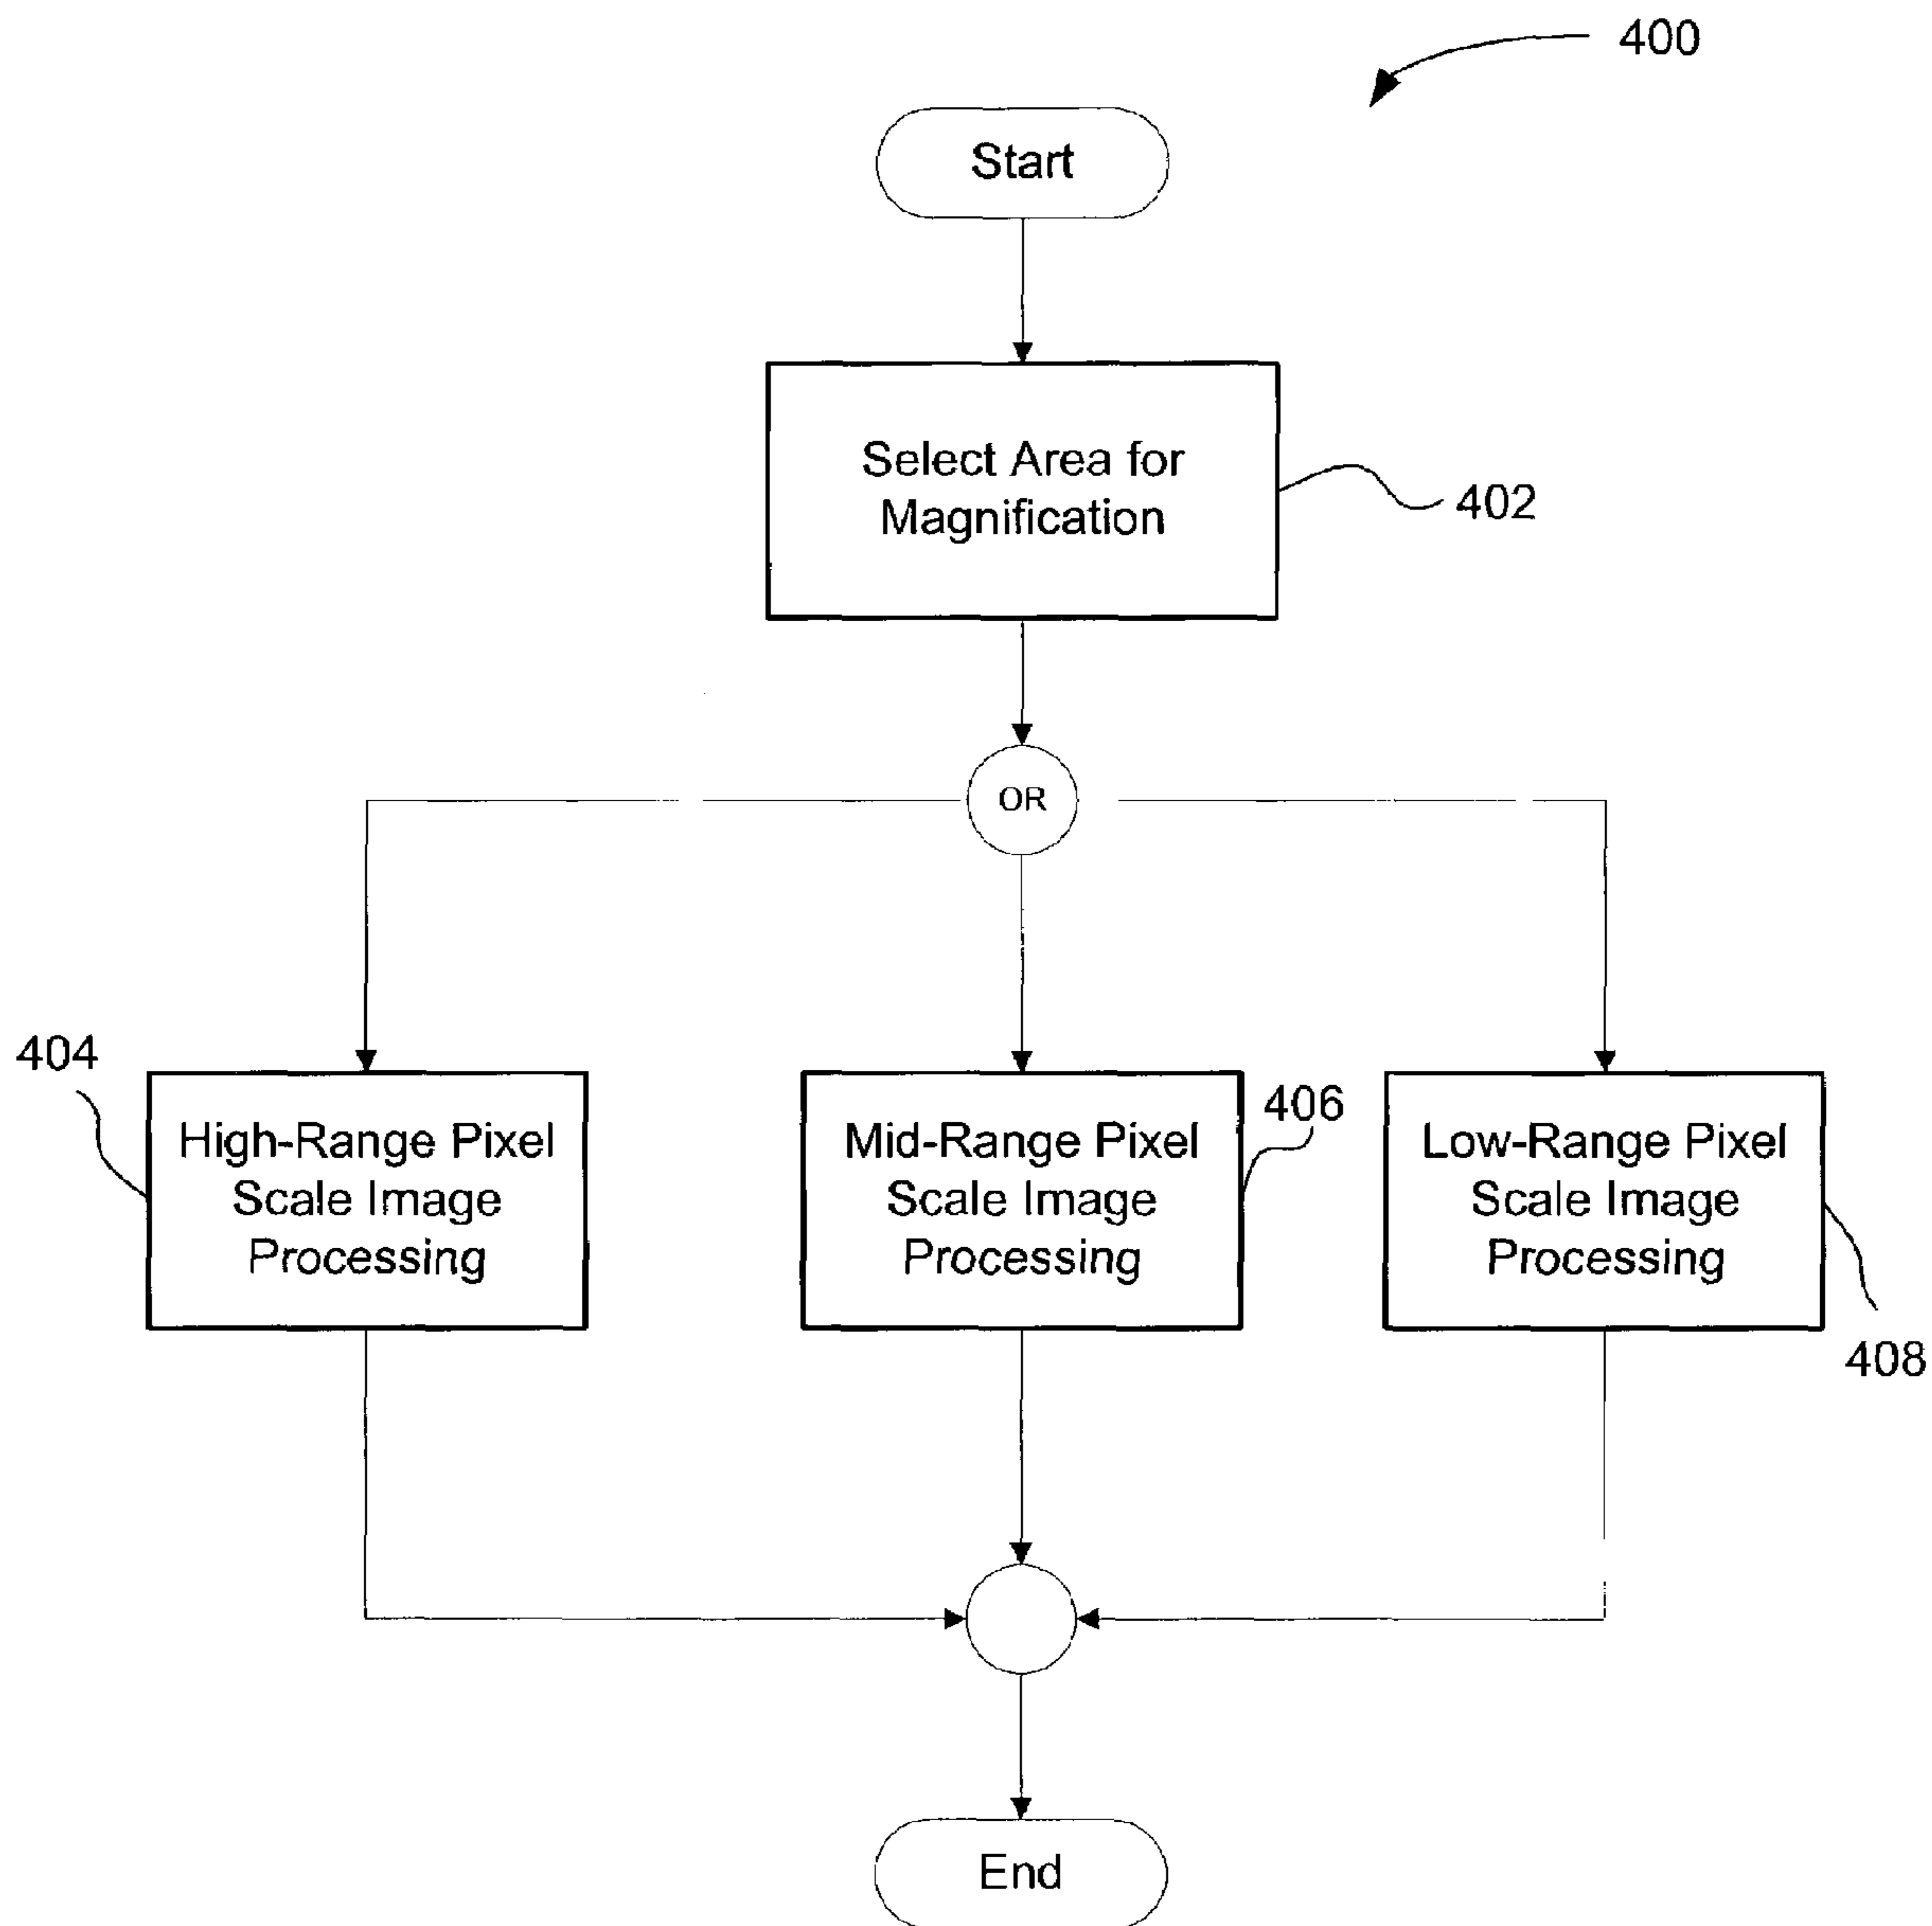 400
Start
Select Area for
Magnification
402
OR
404
High-Range Pixel
Scale Image
Processing
Mid-Range Pixel
Scale Image
Processing
406
Low-Range Pixel
Scale Image
Processing
408
End